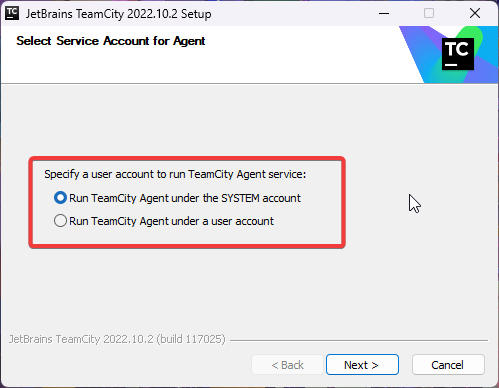 TC JetBrains TeamCity 2022.10.2 Setup
Select Service Account for Agent
TC
Specify a user account to run TeamCity Agent service:
Run TeamCity Agent under the SYSTEM account
Run TeamCity Agent under a user account
JetBrains TeamCity 2022.10.2 (build 117025)
< Back Next > Cancel